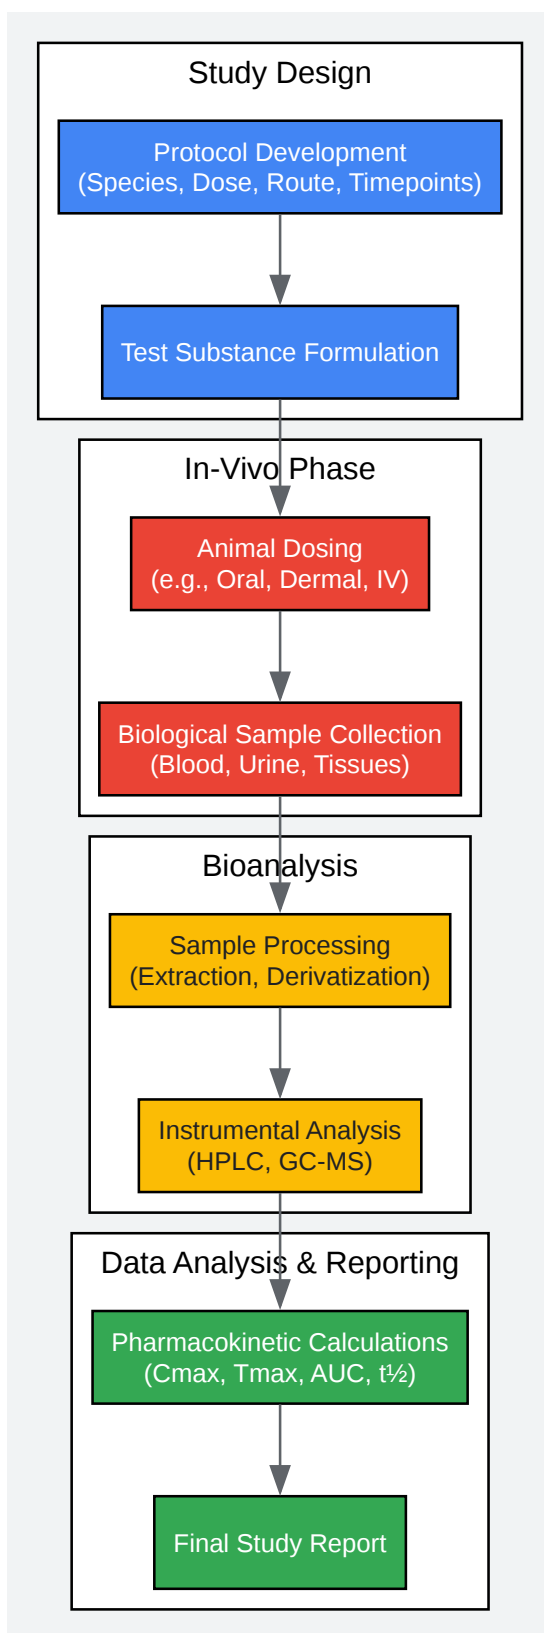 Study Design
Protocol Development
(Species, Dose, Route, Timepoints)
Test Substance Formulation
In-Vivo Phase
Animal Dosing
(e.g., Oral, Dermal, IV)
Biological Sample Collection
(Blood, Urine, Tissues)
Bioanalysis
Sample Processing
(Extraction, Derivatization)
Instrumental Analysis
(HPLC, GC-MS)
Data Analysis & Reporting
Pharmacokinetic Calculations
(Cmax, Tmax, AUC, t½)
Final Study Report